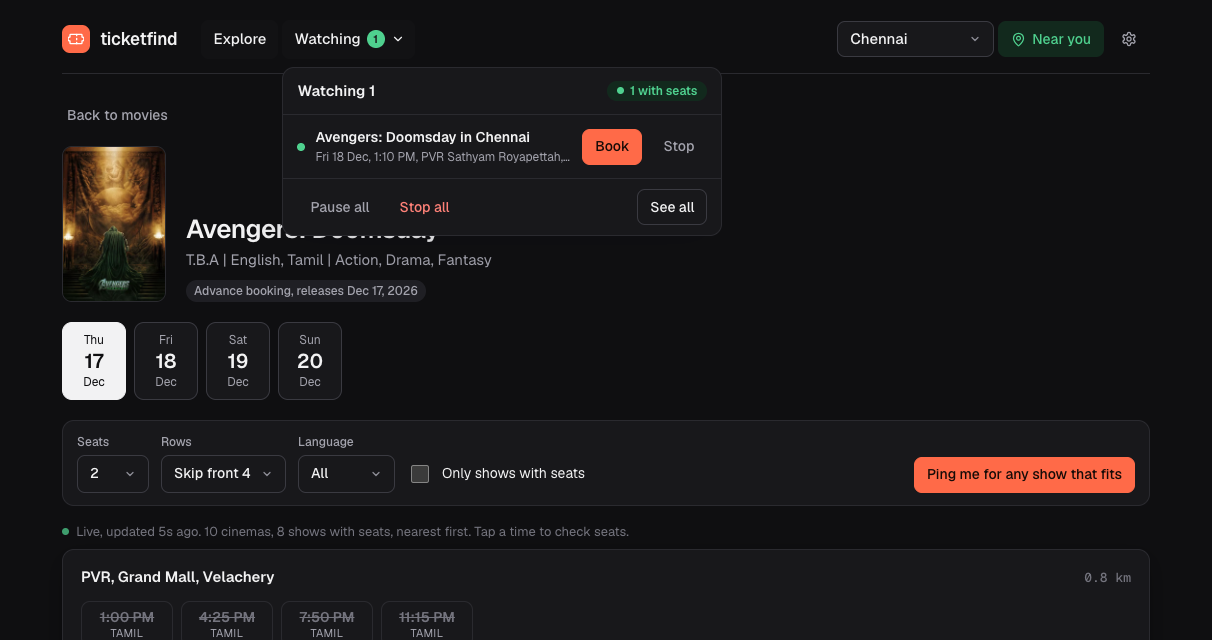 ticketfind
Explore
Watching 1
Chennai
Near you
Watching 1
1 with seats
Back to movies
Avengers: Doomsday in Chennai
Fri 18 Dec, 1:10 PM, PVR Sathyam Royapettah,...
Book
Stop
Pause all
Stop all
See all
AVENGERS
Avengers: Doomsday
T.B.A | English, Tamil | Action, Drama, Fantasy
Advance booking, releases Dec 17, 2026
Thu
17
Dec
Fri
18
Dec
Sat
19
Dec
Sun
20
Dec
Seats
2
Rows
Skip front 4
Language
All
Only shows with seats
Ping me for any show that fits
Live, updated 5s ago. 10 cinemas, 8 shows with seats, nearest first. Tap a time to check seats.
PVR, Grand Mall, Velachery
0.8 km
1:00 PM
TAMIL
4:25 PM
TAMIL
7:50 PM
TAMIL
11:15 PM
TAMIL